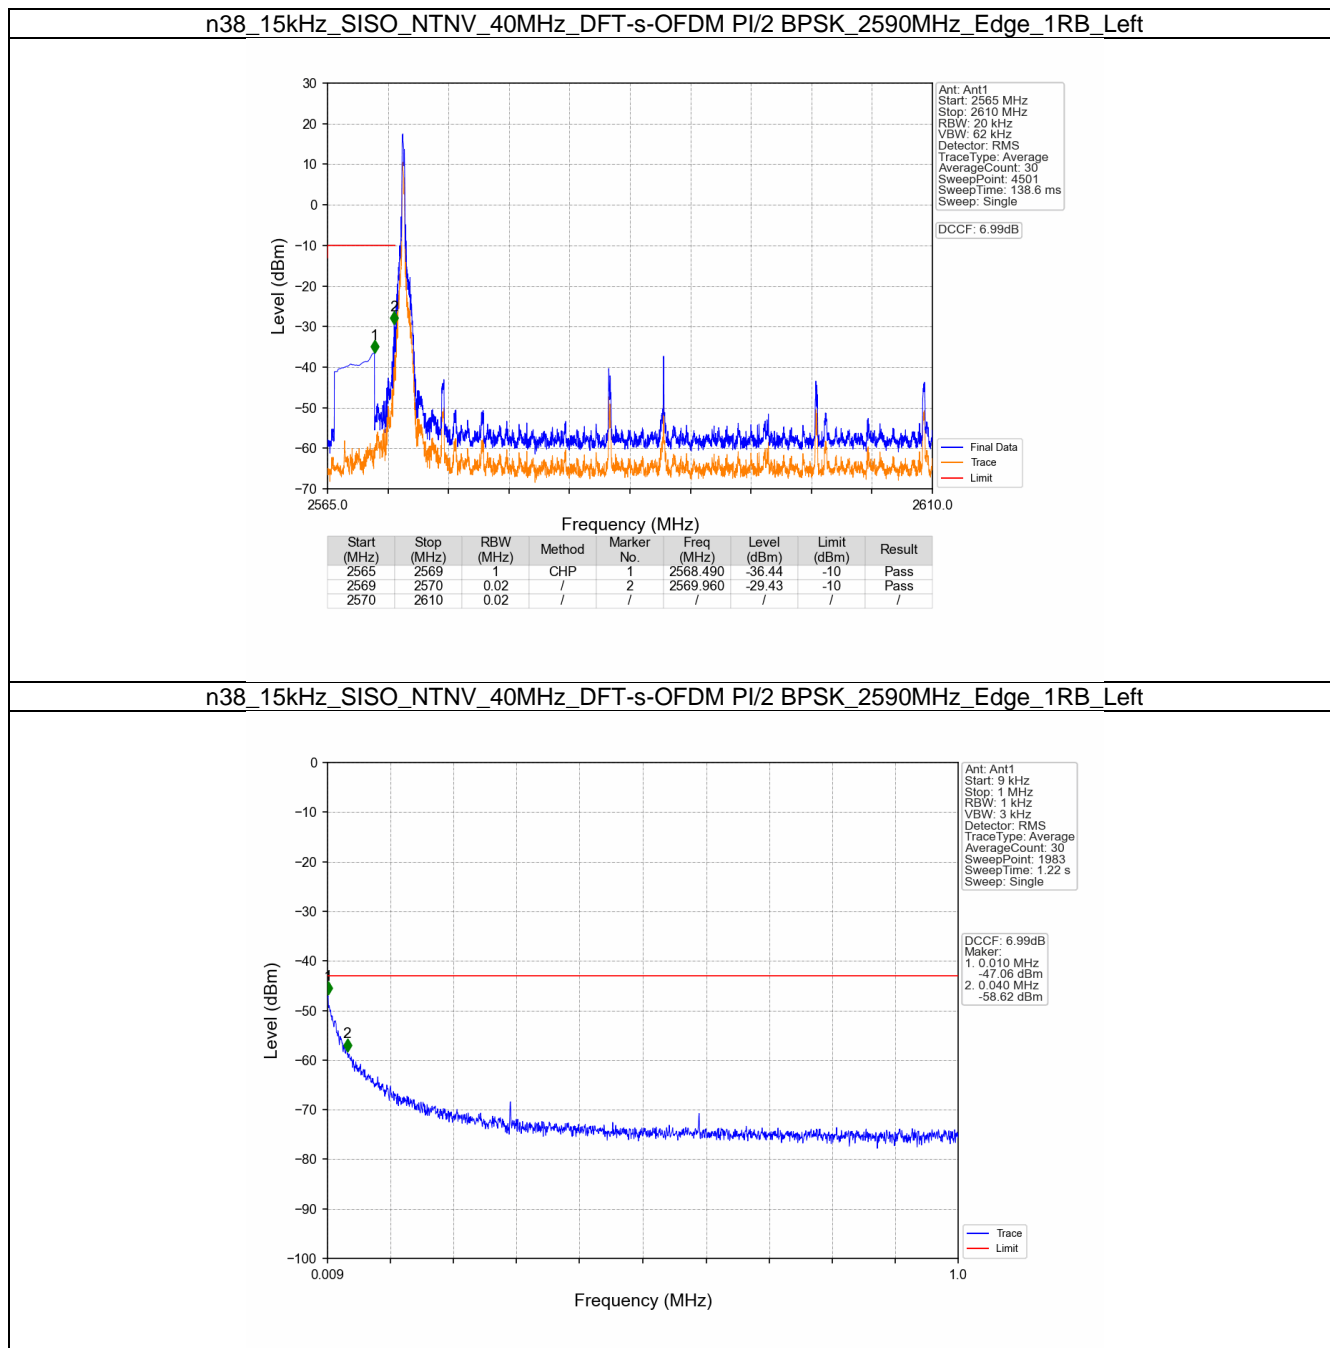 n38_15kHz_SISO_NTNV_40MHz_DFT-s-OFDM PI/2 BPSK_2590MHz_Edge_1RB_Left
Ant: Ant1
Start: 2565 MHz
Stop: 2610 MHz
RBW: 20 kHz
VBW: 62 kHz
Detector: RMS
TraceType: Average
AverageCount: 30
SweepPoint: 4501
SweepTime: 138.6 ms
Sweep: Single
DCCF: 6.99dB
30
20
10
0
−10
−20
−30
−40
−50
−60
−70
Level (dBm)
1
2
Final Data
Trace
Limit
2565.0 2610.0
Frequency (MHz)
Start (MHz) Stop (MHz) RBW (MHz) Method Marker No. Freq (MHz) Level (dBm) Limit (dBm) Result
2565 2569 1 CHP 1 2568.490 -36.44 -10 Pass
2569 2570 0.02 / 2 2569.960 -29.43 -10 Pass
2570 2610 0.02 / / / / / /
n38_15kHz_SISO_NTNV_40MHz_DFT-s-OFDM PI/2 BPSK_2590MHz_Edge_1RB_Left
Ant: Ant1
Start: 9 kHz
Stop: 1 MHz
RBW: 1 kHz
VBW: 3 kHz
Detector: RMS
TraceType: Average
AverageCount: 30
SweepPoint: 1983
SweepTime: 1.22 s
Sweep: Single
DCCF: 6.99dB
Maker:
1. 0.010 MHz
-47.06 dBm
2. 0.040 MHz
-58.62 dBm
0
−10
−20
−30
−40
−50
−60
−70
−80
−90
−100
Level (dBm)
1
2
Trace
Limit
0.009 1.0
Frequency (MHz)